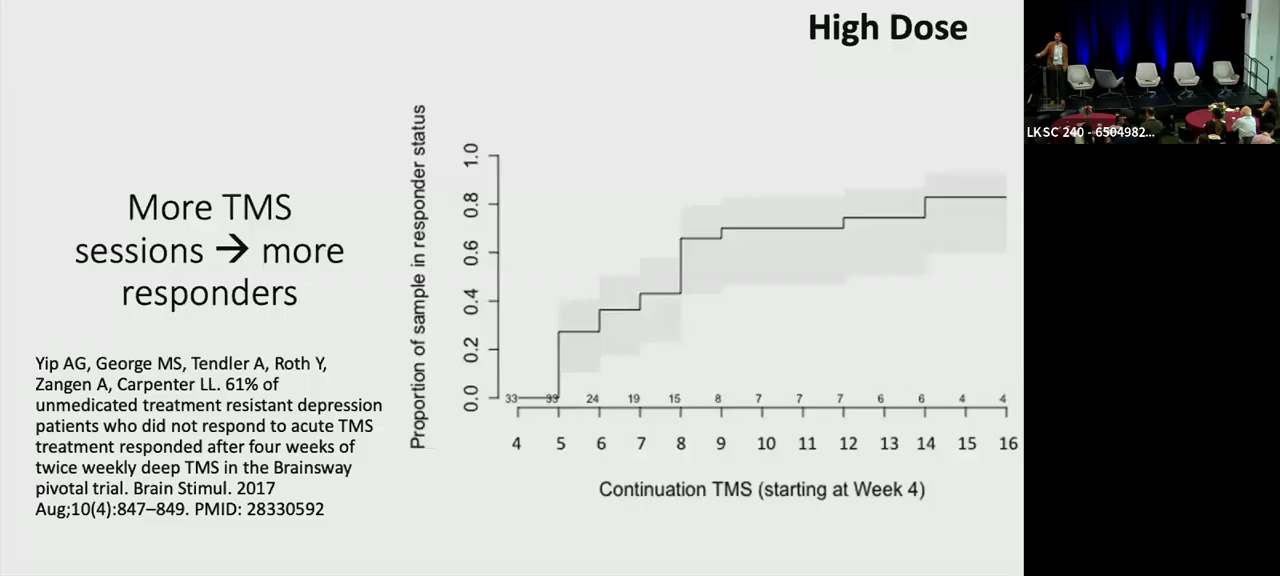 High Dose
More TMS
sessions → more
responders
Yip AG, George MS, Tendler A, Roth Y,
Zangen A, Carpenter LL. 61% of
unmedicated treatment resistant depression
patients who did not respond to acute TMS
treatment responded after four weeks of
twice weekly deep TMS in the Brainsway
pivotal trial. Brain Stimul. 2017
Aug;10(4):847–849. PMID: 28330592
Proportion of sample in responder status
1.0
0.8
0.6
0.4
0.2
0.0
33 33 24 19 15 8 7 7 7 6 6 4 4
4 5 6 7 8 9 10 11 12 13 14 15 16
Continuation TMS (starting at Week 4)
LKSC 240 - 6504982...